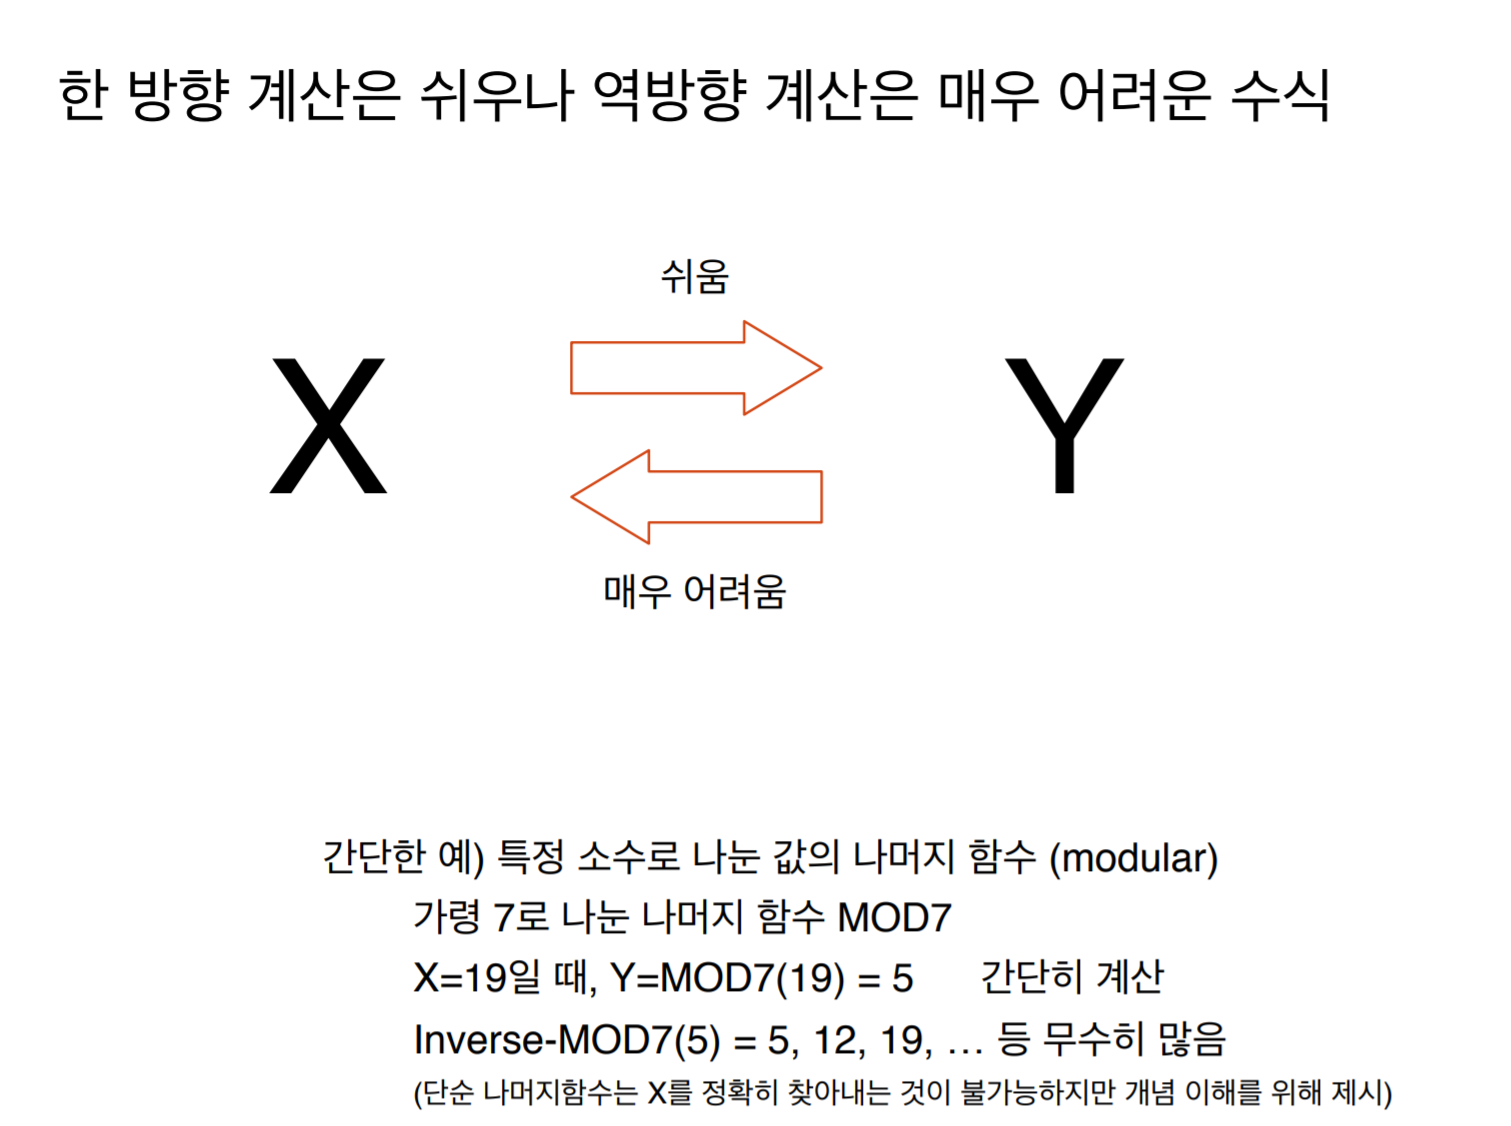 한 방향 계산은 쉬우나 역방향 계산은 매우 어려운 수식
쉬움
X
Y
매우 어려움
간단한 예) 특정 소수로 나눈 값의 나머지 함수 (modular)
가령 7로 나눈 나머지 함수 MOD7
X=19일 때, Y=MOD7(19) = 5 간단히 계산
Inverse-MOD7(5) = 5, 12, 19, … 등 무수히 많음
(단순 나머지함수는 X를 정확히 찾아내는 것이 불가능하지만 개념 이해를 위해 제시)